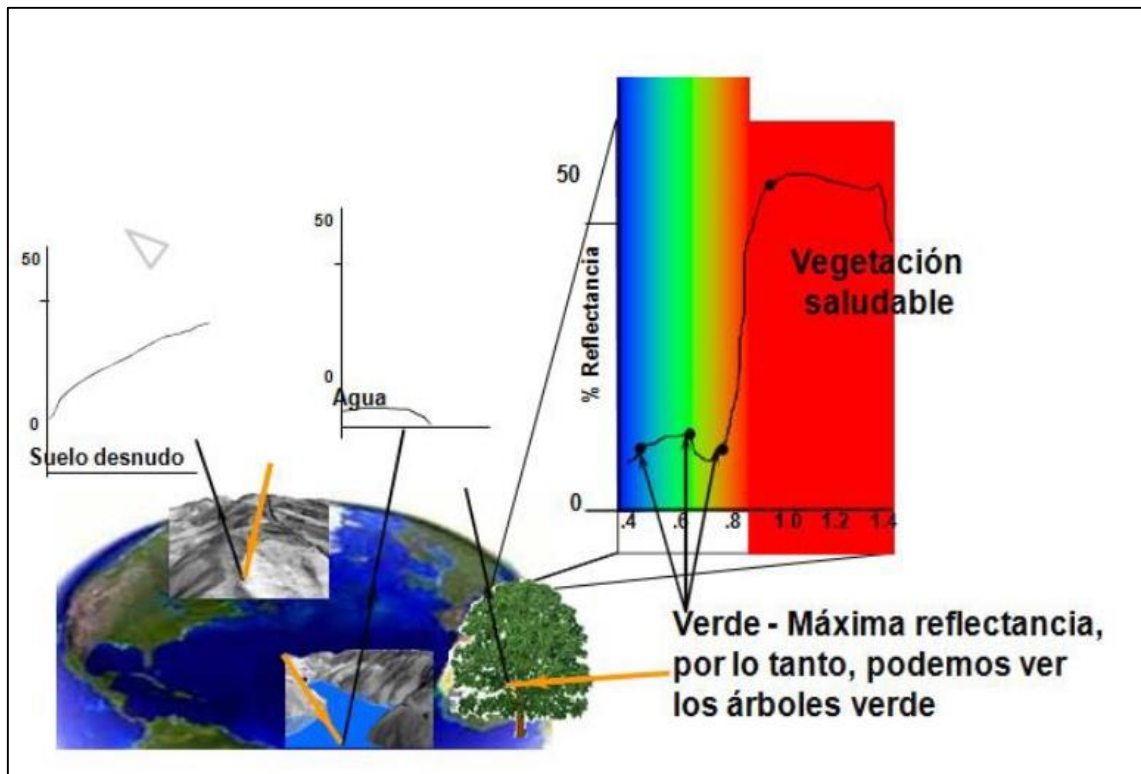 50
0
Suelo desnudo
50
0
Agua
50
% Reflectancia
0
Vegetación
saludable
.4 .6 .8 1.0 1.2 1.4
Verde - Máxima reflectancia,
por lo tanto, podemos ver
los árboles verde